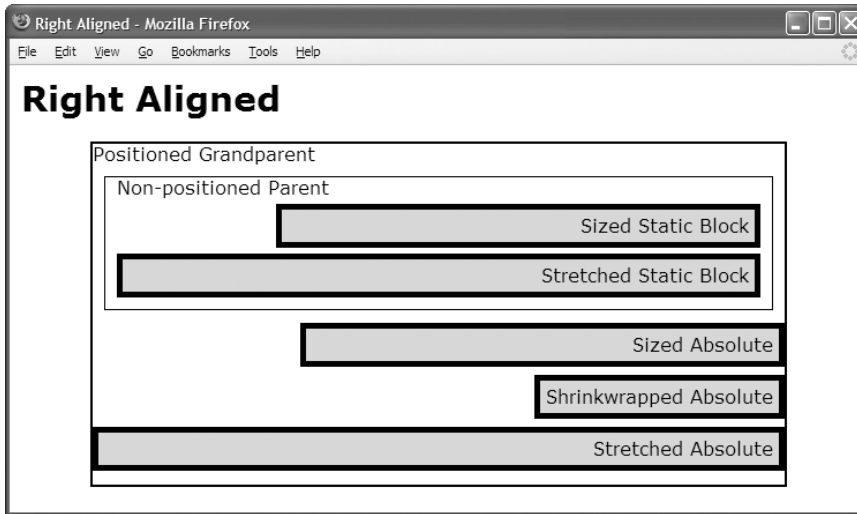 Right Aligned - Mozilla Firefox
File Edit View Go Bookmarks Tools Help
Right Aligned
Positioned Grandparent
Non-positioned Parent
Sized Static Block
Stretched Static Block
Sized Absolute
Shrinkwrapped Absolute
Stretched Absolute